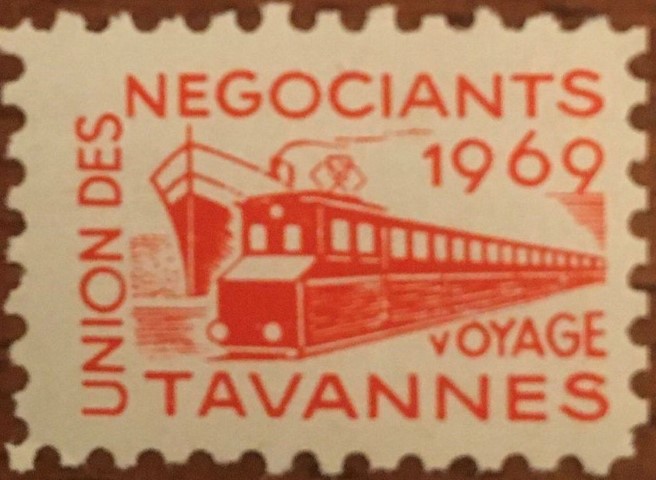 UNION DES
NEGOCIANTS
1969
VOYAGE
TAVANNES